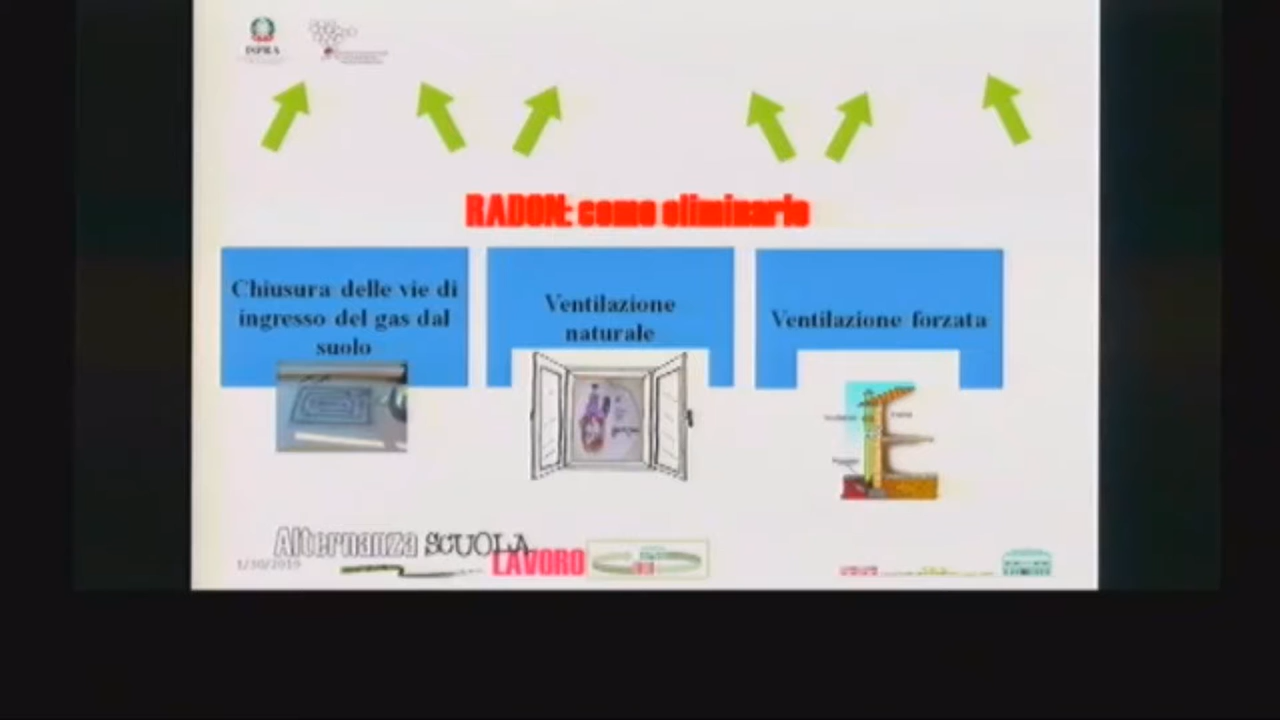 ISPRA
RADON: come eliminarlo
Chiusura delle vie di
ingresso del gas dal
suolo
Ventilazione
naturale
Ventilazione forzata
Alternanza SCUOLA
LAVORO
1/30/2019